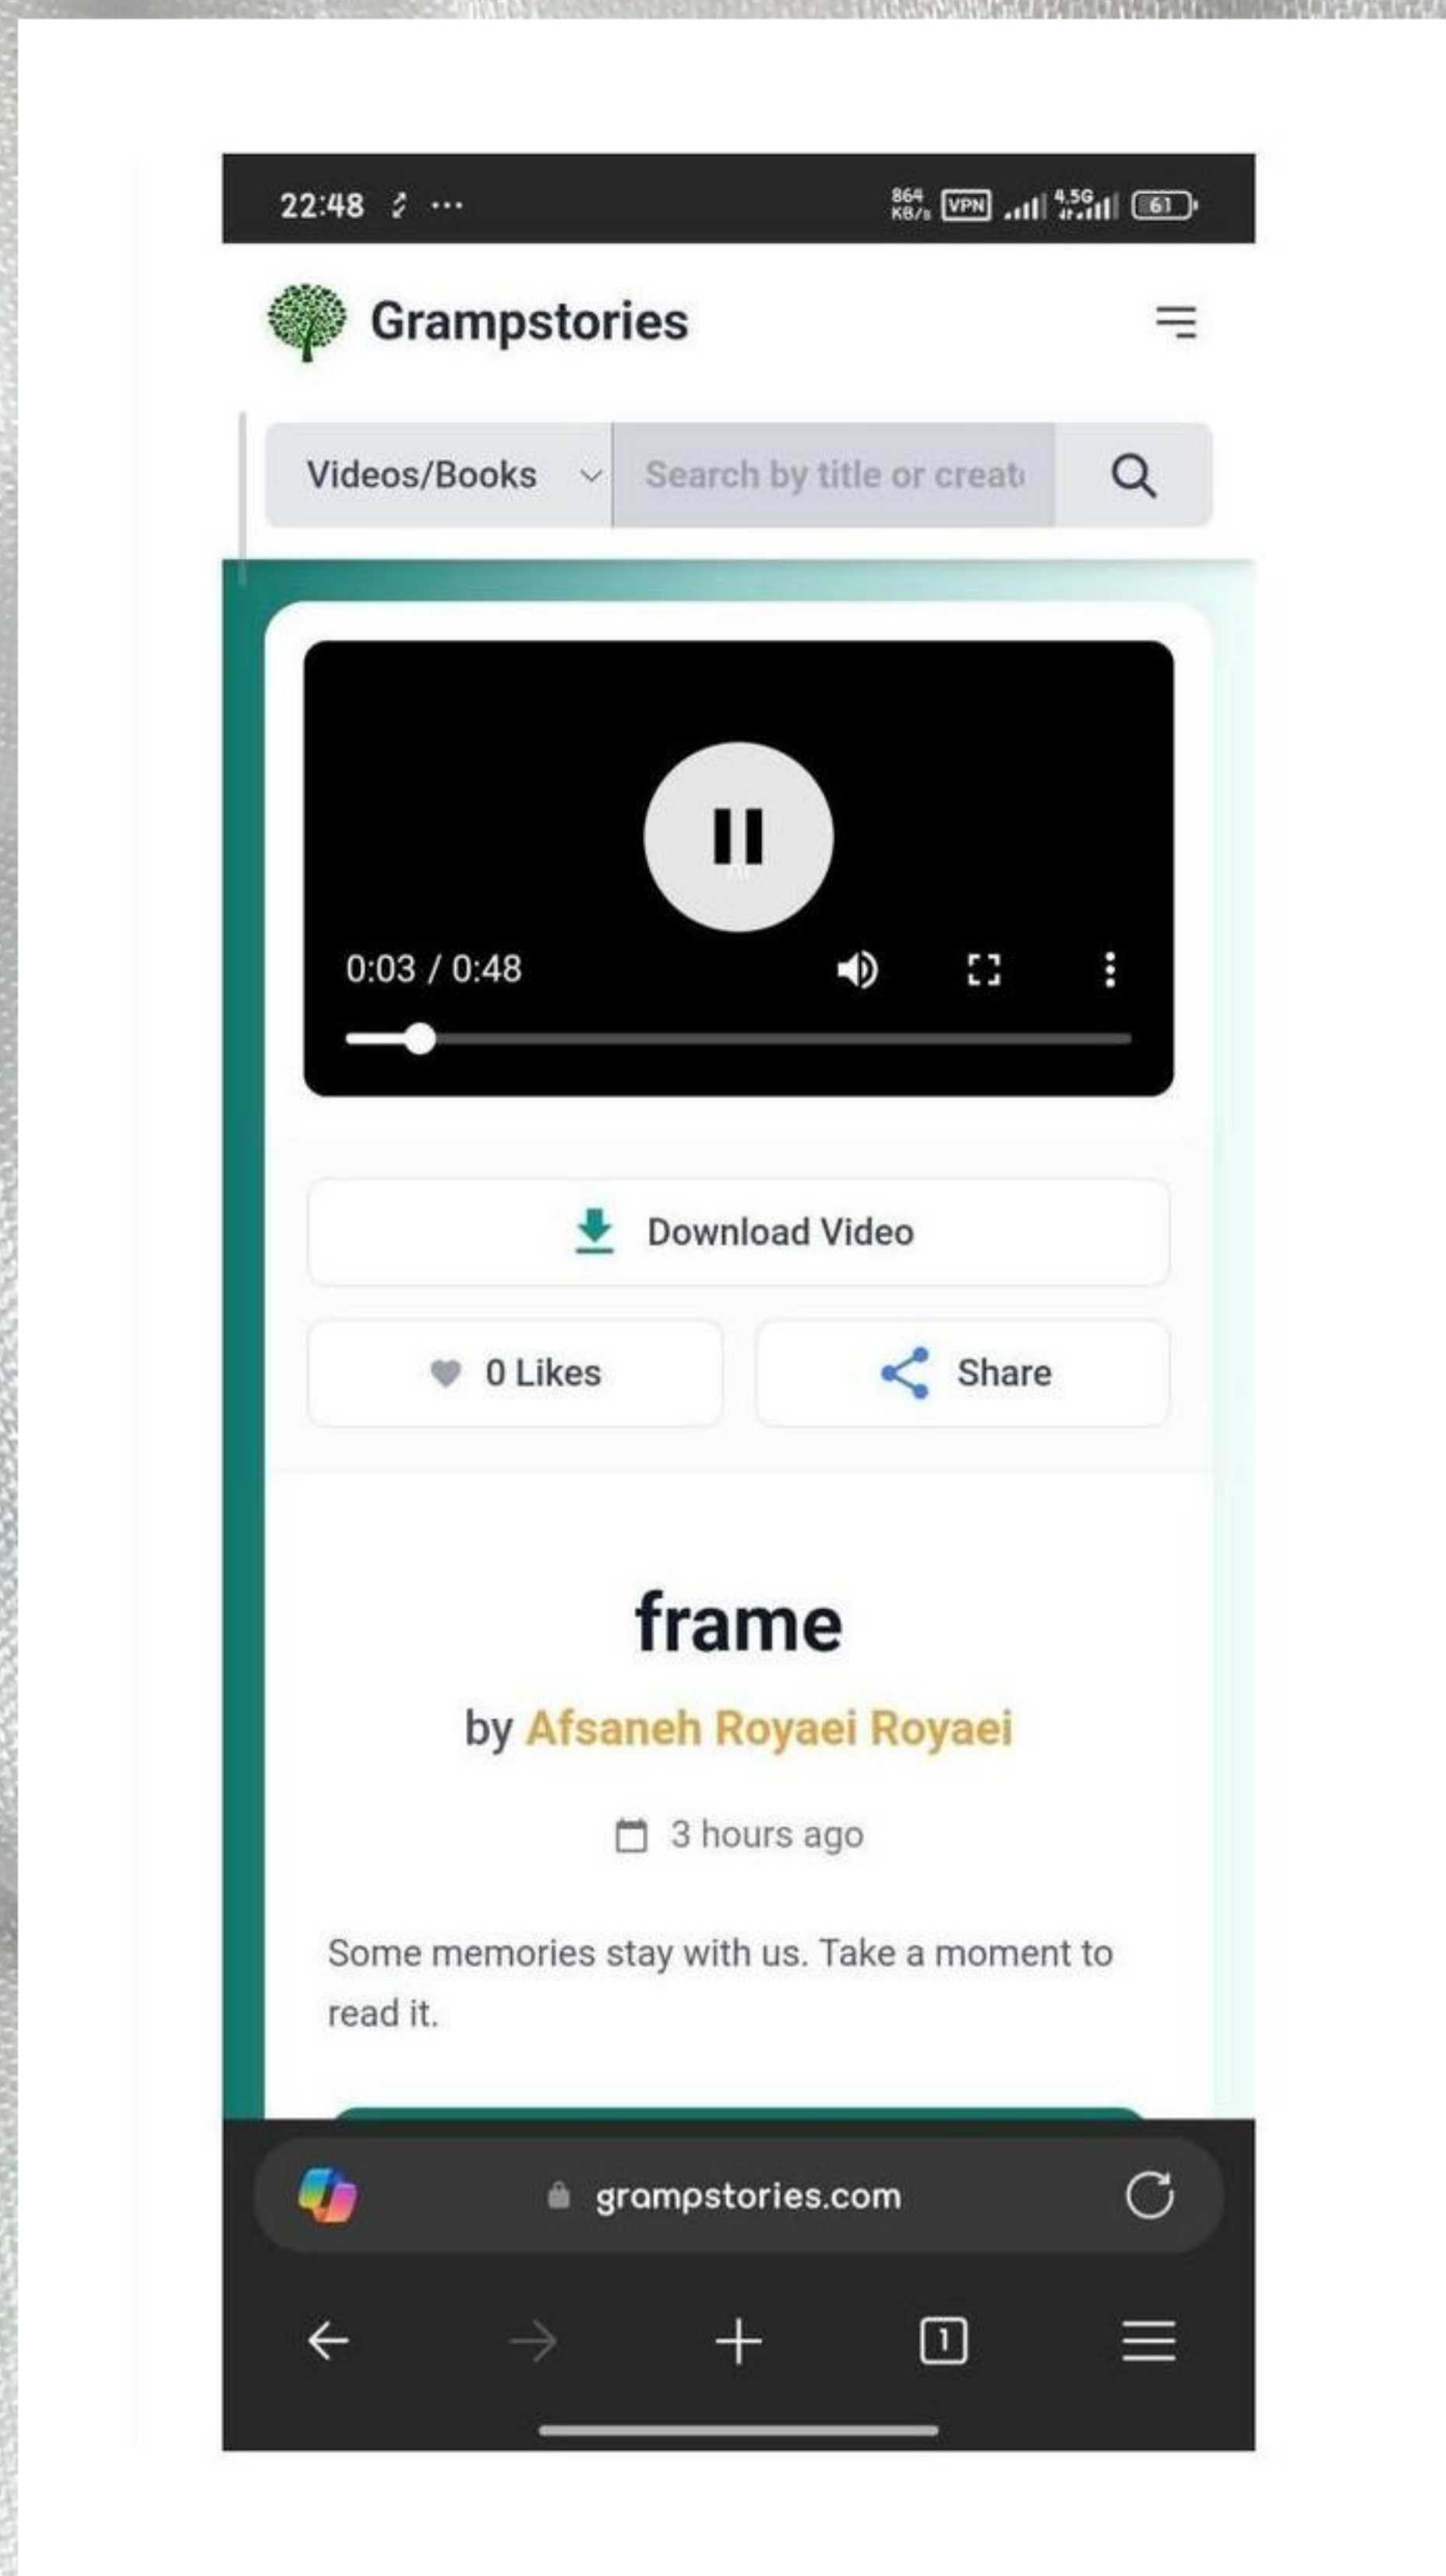 22:48
864 KB/s VPN 4.5G 61
Grampstories
Videos/Books Search by title or creat
0:03 / 0:48
Download Video
0 Likes
Share
frame
by Afsaneh Royaei Royaei
3 hours ago
Some memories stay with us. Take a moment to
read it.
grampstories.com
1